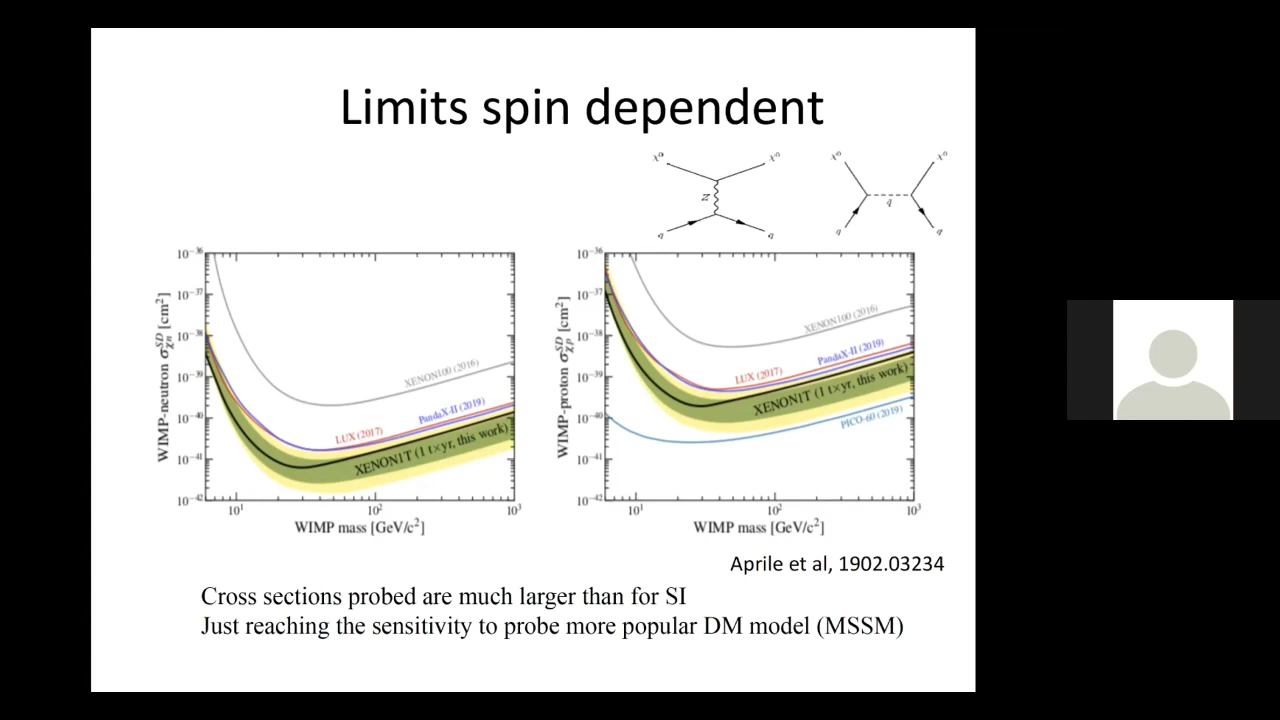 Limits spin dependent
χ⁰ χ⁰
Z
q q
χ⁰ χ⁰
q̃
q q
WIMP-neutron σ^SD_χn [cm²]
10⁻³⁶
10⁻³⁷
10⁻³⁸
10⁻³⁹
10⁻⁴⁰
10⁻⁴¹
10⁻⁴²
XENON100 (2016)
PandaX-II (2019)
LUX (2017)
XENON1T (1 t×yr, this work)
10¹ 10² 10³
WIMP mass [GeV/c²]
WIMP-proton σ^SD_χp [cm²]
10⁻³⁶
10⁻³⁷
10⁻³⁸
10⁻³⁹
10⁻⁴⁰
10⁻⁴¹
10⁻⁴²
XENON100 (2016)
PandaX-II (2019)
LUX (2017)
XENON1T (1 t×yr, this work)
PICO-60 (2019)
10¹ 10² 10³
WIMP mass [GeV/c²]
Aprile et al, 1902.03234
Cross sections probed are much larger than for SI
Just reaching the sensitivity to probe more popular DM model (MSSM)